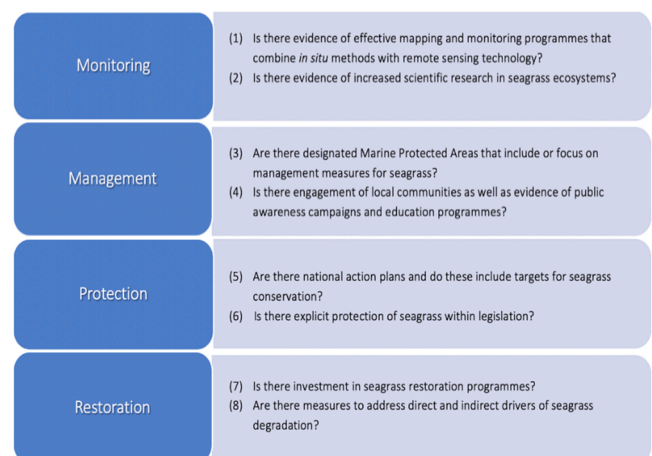 Monitoring
(1) Is there evidence of effective mapping and monitoring programmes that
combine in situ methods with remote sensing technology?
(2) Is there evidence of increased scientific research in seagrass ecosystems?
Management
(3) Are there designated Marine Protected Areas that include or focus on
management measures for seagrass?
(4) Is there engagement of local communities as well as evidence of public
awareness campaigns and education programmes?
Protection
(5) Are there national action plans and do these include targets for seagrass
conservation?
(6) Is there explicit protection of seagrass within legislation?
Restoration
(7) Is there investment in seagrass restoration programmes?
(8) Are there measures to address direct and indirect drivers of seagrass
degradation?